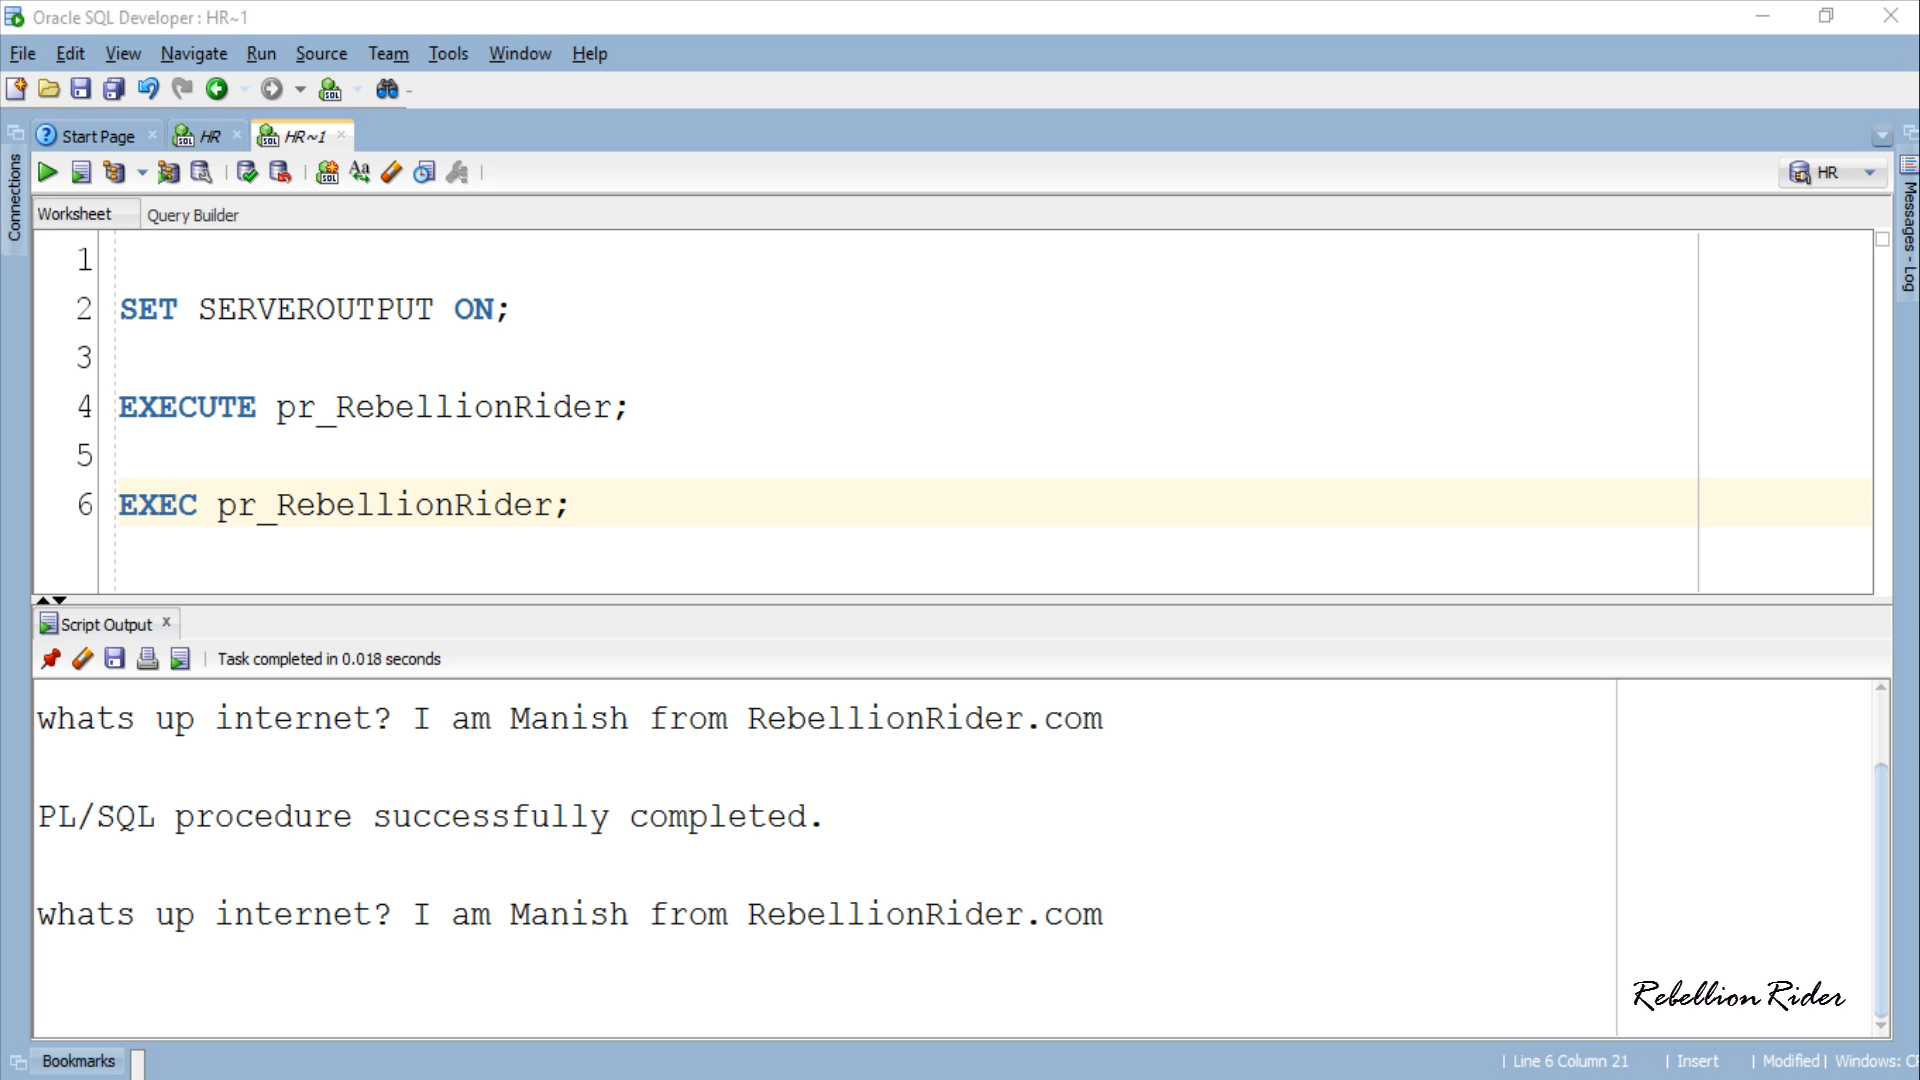 Oracle SQL Developer : HR~1
File Edit View Navigate Run Source Team Tools Window Help
Start Page HR HR~1
HR
Connections
Messages - Log
Worksheet Query Builder
1
2 SET SERVEROUTPUT ON;
3
4 EXECUTE pr_RebellionRider;
5
6 EXEC pr_RebellionRider;
Script Output x
Task completed in 0.018 seconds
whats up internet? I am Manish from RebellionRider.com
PL/SQL procedure successfully completed.
whats up internet? I am Manish from RebellionRider.com
Rebellion Rider
Bookmarks
Line 6 Column 21 | Insert | Modified | Windows: